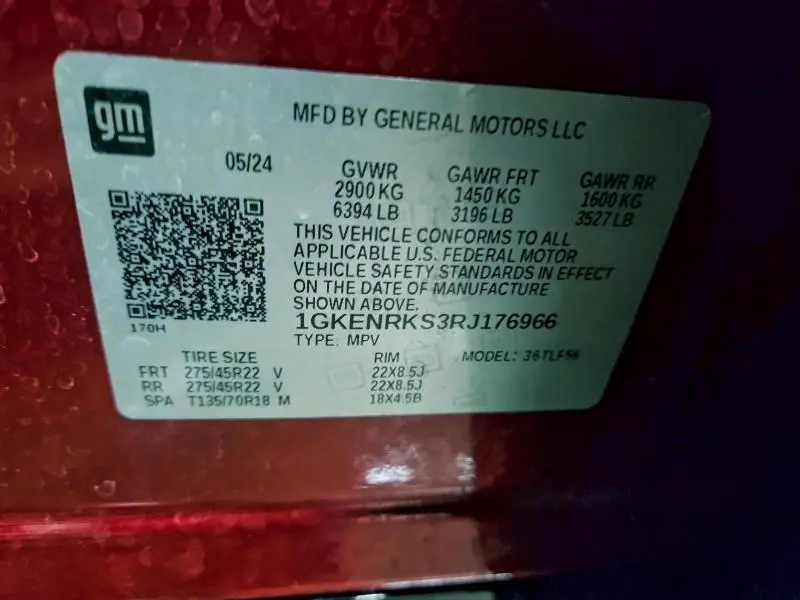 gm
MFD BY GENERAL MOTORS LLC
05/24
GVWR GAWR FRT GAWR RR
2900 KG 1450 KG 1600 KG
6394 LB 3196 LB 3527 LB
THIS VEHICLE CONFORMS TO ALL
APPLICABLE U.S. FEDERAL MOTOR
VEHICLE SAFETY STANDARDS IN EFFECT
ON THE DATE OF MANUFACTURE
SHOWN ABOVE.
170H
1GKENRKS3RJ176966
TYPE: MPV
TIRE SIZE RIM MODEL: 36TLF56
FRT 275/45R22 V 22X8.5J
RR 275/45R22 V 22X8.5J
SPA T135/70R18 M 18X4.5B